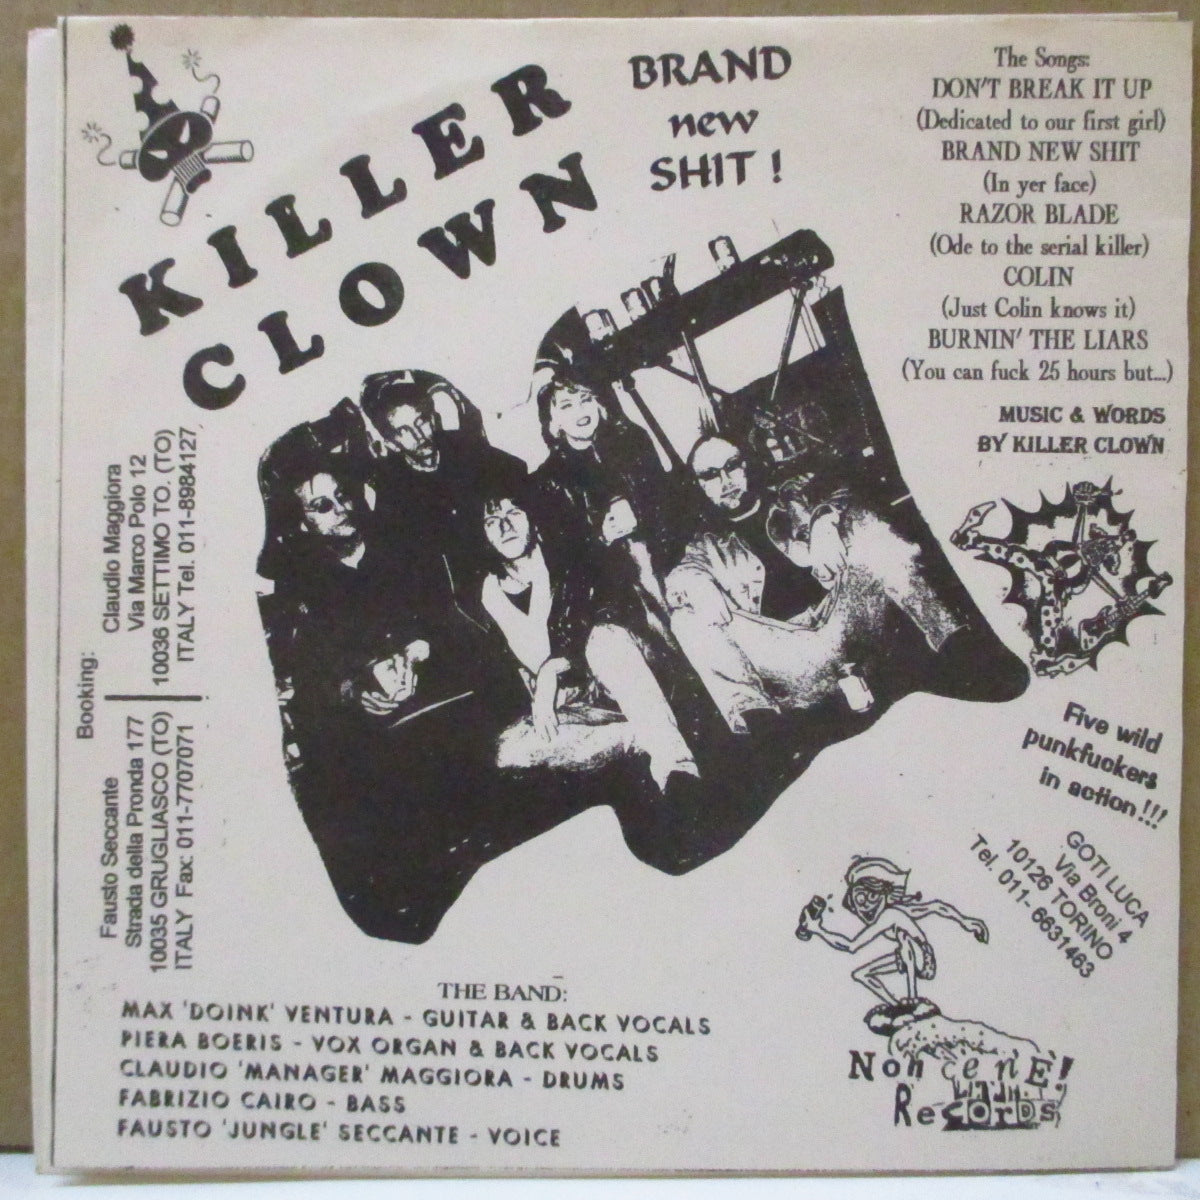 KILLER
CLOWN
BRAND
new
SHIT !
The Songs:
DON'T BREAK IT UP
(Dedicated to our first girl)
BRAND NEW SHIT
(In yer face)
RAZOR BLADE
(Ode to the serial killer)
COLIN
(Just Colin knows it)
BURNIN' THE LIARS
(You can fuck 25 hours but...)
MUSIC & WORDS
BY KILLER CLOWN
Five wild
punkfuckers
in action!!!
GOTI LUCA
Via Broni 4
10126 TORINO
Tel. 011- 6631463
Booking:
Fausto Seccante
Strada della Pronda 177
10035 GRUGLIASCO (TO)
ITALY Fax: 011-7707071
Claudio Maggiora
Via Marco Polo 12
10036 SETTIMO TO. (TO)
ITALY Tel. 011-8984127
THE BAND:
MAX 'DOINK' VENTURA - GUITAR & BACK VOCALS
PIERA BOERIS - VOX ORGAN & BACK VOCALS
CLAUDIO 'MANAGER' MAGGIORA - DRUMS
FABRIZIO CAIRO - BASS
FAUSTO 'JUNGLE' SECCANTE - VOICE
Non ce n'È!
Records